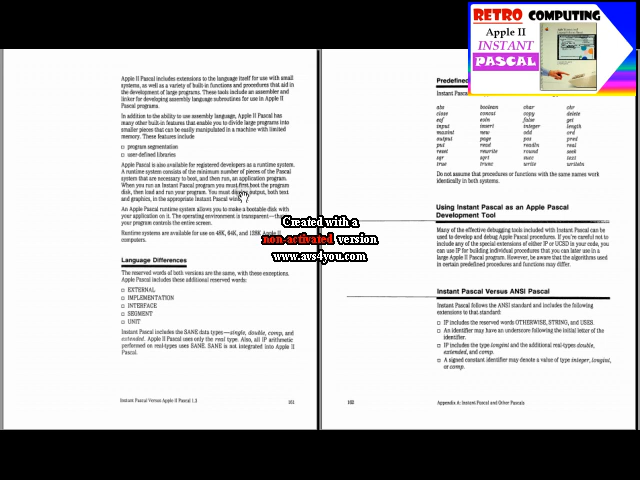 RETRO COMPUTING
Apple II
INSTANT
PASCAL
Apple II Pascal includes extensions to the language itself for use with small
systems, as well as a variety of built-in functions and procedures that aid in
the development of large programs. These tools include an assembler and
linker for developing assembly language subroutines for use in Apple II
Pascal programs.
In addition to the ability to use assembly language, Apple II Pascal has
many other built-in features that enable you to divide large programs into
smaller pieces that can be easily manipulated in a machine with limited
memory. These features include
program segmentation
user-defined libraries
Apple II Pascal is also available for registered developers as a runtime system.
A runtime system consists of the minimum number of pieces of the Pascal
system that are necessary to boot, and then run, an application program.
When you run an Instant Pascal program you must first boot the program
disk, then load and run your program. You must display output, both text
and graphics, in the appropriate Instant Pascal window.
An Apple Pascal runtime system allows you to make a bootable disk with
your application on it. The operating environment is transparent—
your program controls the entire screen.
Runtime systems are available for use on 48K, 64K, and 128K Apple II
computers.
Language Differences
The reserved words of both versions are the same, with these exceptions.
Apple Pascal includes these additional reserved words:
EXTERNAL
IMPLEMENTATION
INTERFACE
SEGMENT
UNIT
Instant Pascal includes the SANE data types—single, double, comp, and
extended. Apple II Pascal uses only the real type. Also, all IP arithmetic
performed on real-types uses SANE. SANE is not integrated into Apple II
Pascal.
Instant Pascal Versus Apple II Pascal 1.3 101
Predefined
Instant Pascal
abs boolean char chr
close concat copy delete
eof eoln false get
input insert integer length
maxint new odd ord
output page pos pred
put read readln real
reset rewrite round seek
sqr sqrt succ text
true trunc write writeln
Do not assume that procedures or functions with the same names work
identically in both systems.
Using Instant Pascal as an Apple Pascal
Development Tool
Many of the effective debugging tools included with Instant Pascal can be
used to develop and debug Apple Pascal procedures. If you're careful not to
include any of the special extensions of either IP or UCSD in your code, you
can use IP for building individual procedures that you can later use in a
large Apple II Pascal program. However, be aware that the algorithms used
in certain predefined procedures and functions may differ.
Instant Pascal Versus ANSI Pascal
Instant Pascal follows the ANSI standard and includes the following
extensions to that standard:
IP includes the reserved words OTHERWISE, STRING, and USES.
An identifier may have an underscore following the initial letter of the
identifier.
IP includes the type longint and the additional real-types double,
extended, and comp.
A signed constant identifier may denote a value of type integer, longint,
or comp.
102 Appendix A: Instant Pascal and Other Pascals
Created with a
non-activated version
www.avs4you.com